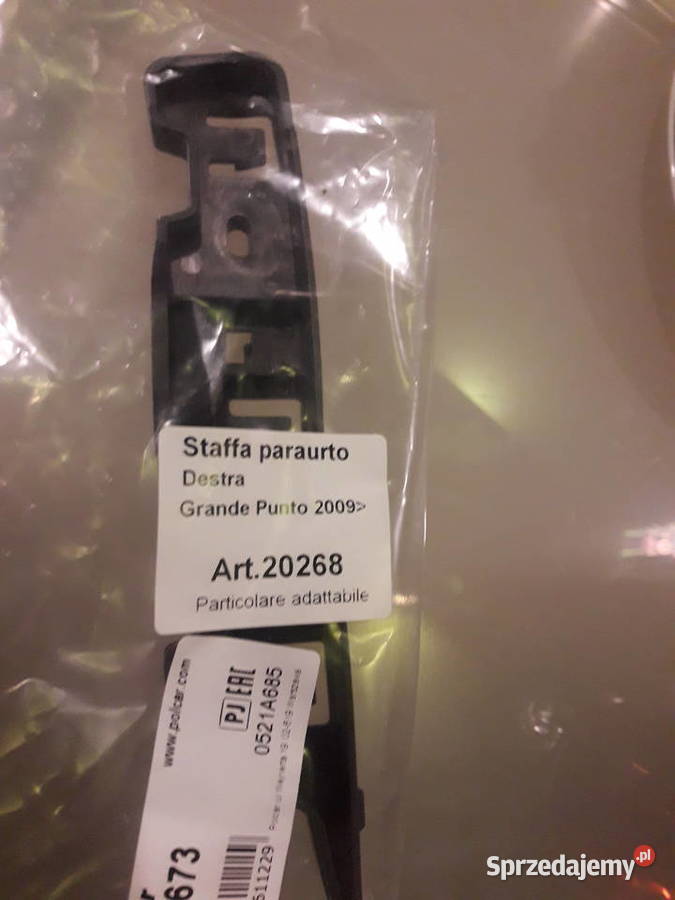 Staffa paraurto
Destra
Grande Punto 2009>
Art.20268
Particolare adattabile
www.polcar.com
PJ EAC
0521A685
673
511229
Sprzedajemy.pl